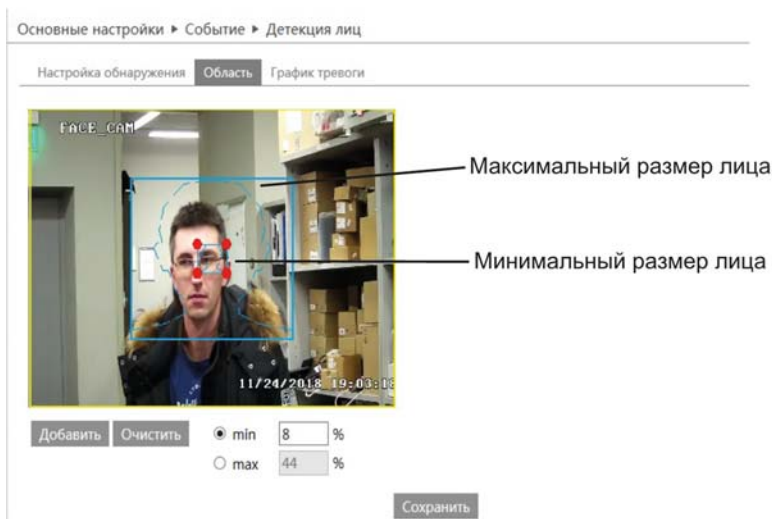 Основные настройки ▸ Событие ▸ Детекция лиц
Настройка обнаружения Область График тревоги
FACE_CAM
Максимальный размер лица
Минимальный размер лица
11/24/2018 19:03:18
Добавить Очистить min 8 %
max 44 %
Сохранить